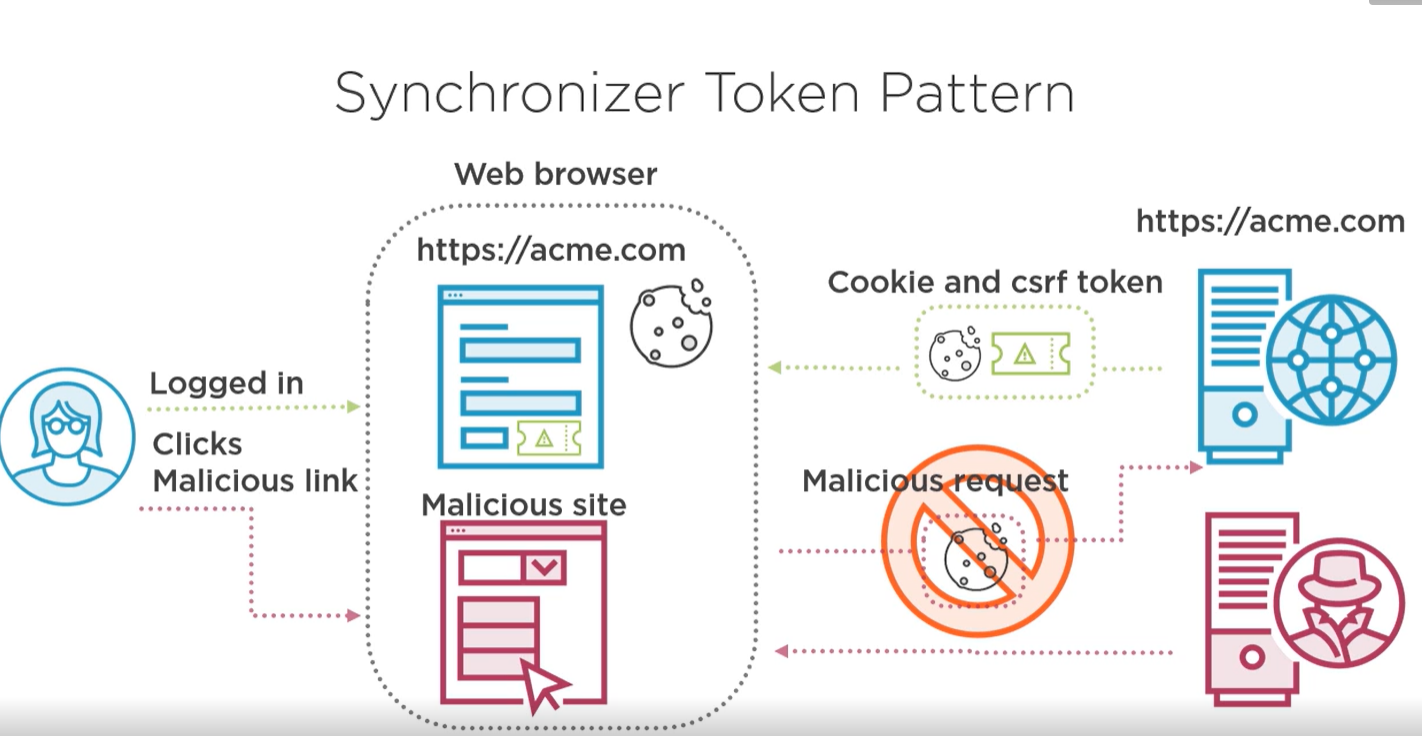 Synchronizer Token Pattern
Web browser
https://acme.com
https://acme.com
Cookie and csrf token
Logged in
Clicks
Malicious link
Malicious request
Malicious site